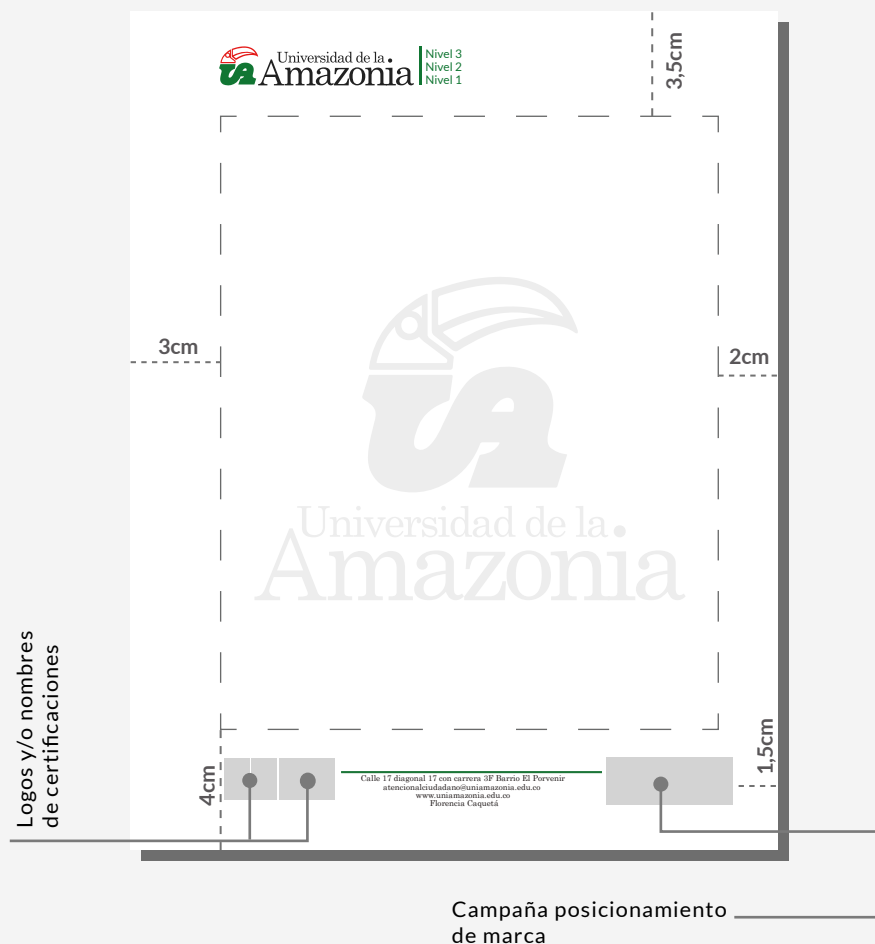 Universidad de la
Amazonia
Nivel 3
Nivel 2
Nivel 1
3,5cm
3cm
2cm
Universidad de la
Amazonia
Logos y/o nombres
de certificaciones
4cm
1,5cm
Calle 17 diagonal 17 con carrera 3F Barrio El Porvenir
atencionalciudadano@uniamazonia.edu.co
www.uniamazonia.edu.co
Florencia Caquetá
Campaña posicionamiento
de marca